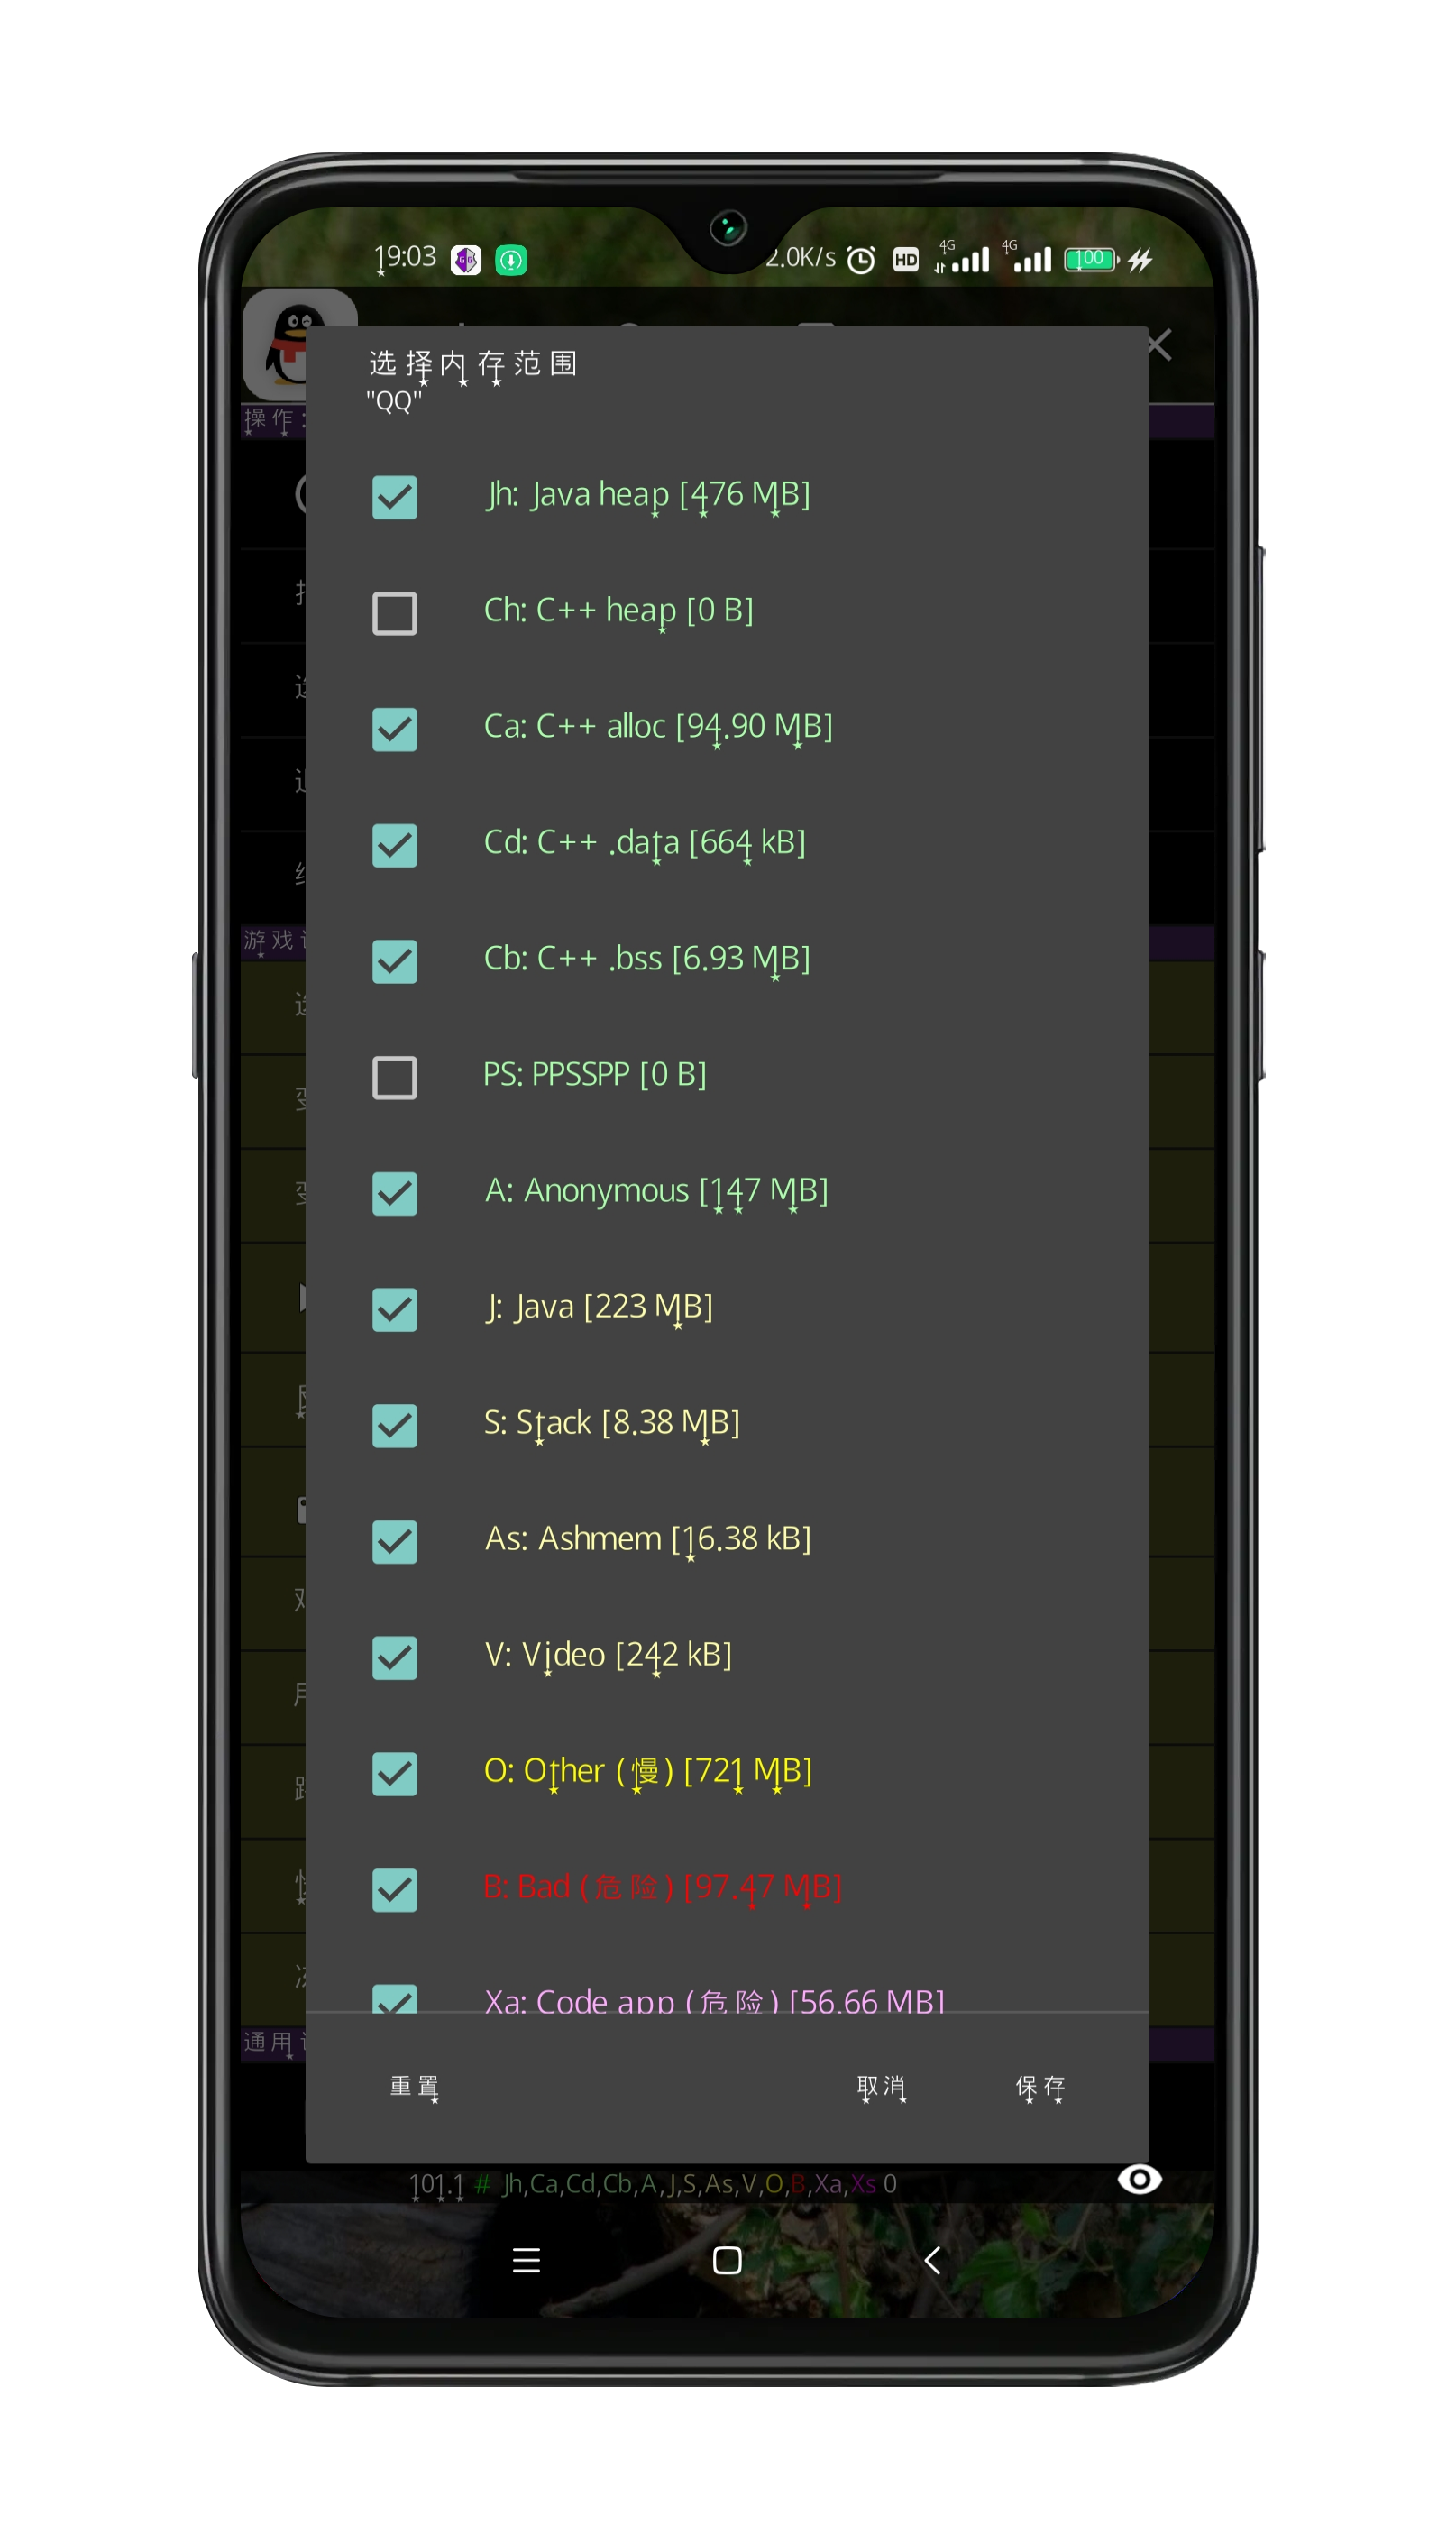 19:03
2.0K/s HD 4G 4G 100
选择内存范围
"QQ"
操作:
Jh: Java heap [476 MB]
Ch: C++ heap [0 B]
Ca: C++ alloc [94.90 MB]
Cd: C++ .data [664 kB]
游戏
Cb: C++ .bss [6.93 MB]
PS: PPSSPP [0 B]
A: Anonymous [147 MB]
J: Java [223 MB]
S: Stack [8.38 MB]
As: Ashmem [16.38 kB]
V: Video [242 kB]
O: Other (慢) [721 MB]
B: Bad (危险) [97.47 MB]
Xa: Code app (危险) [56.66 MB]
通用
重置 取消 保存
101.1 # Jh,Ca,Cd,Cb,A,J,S,As,V,O,B,Xa,Xs 0